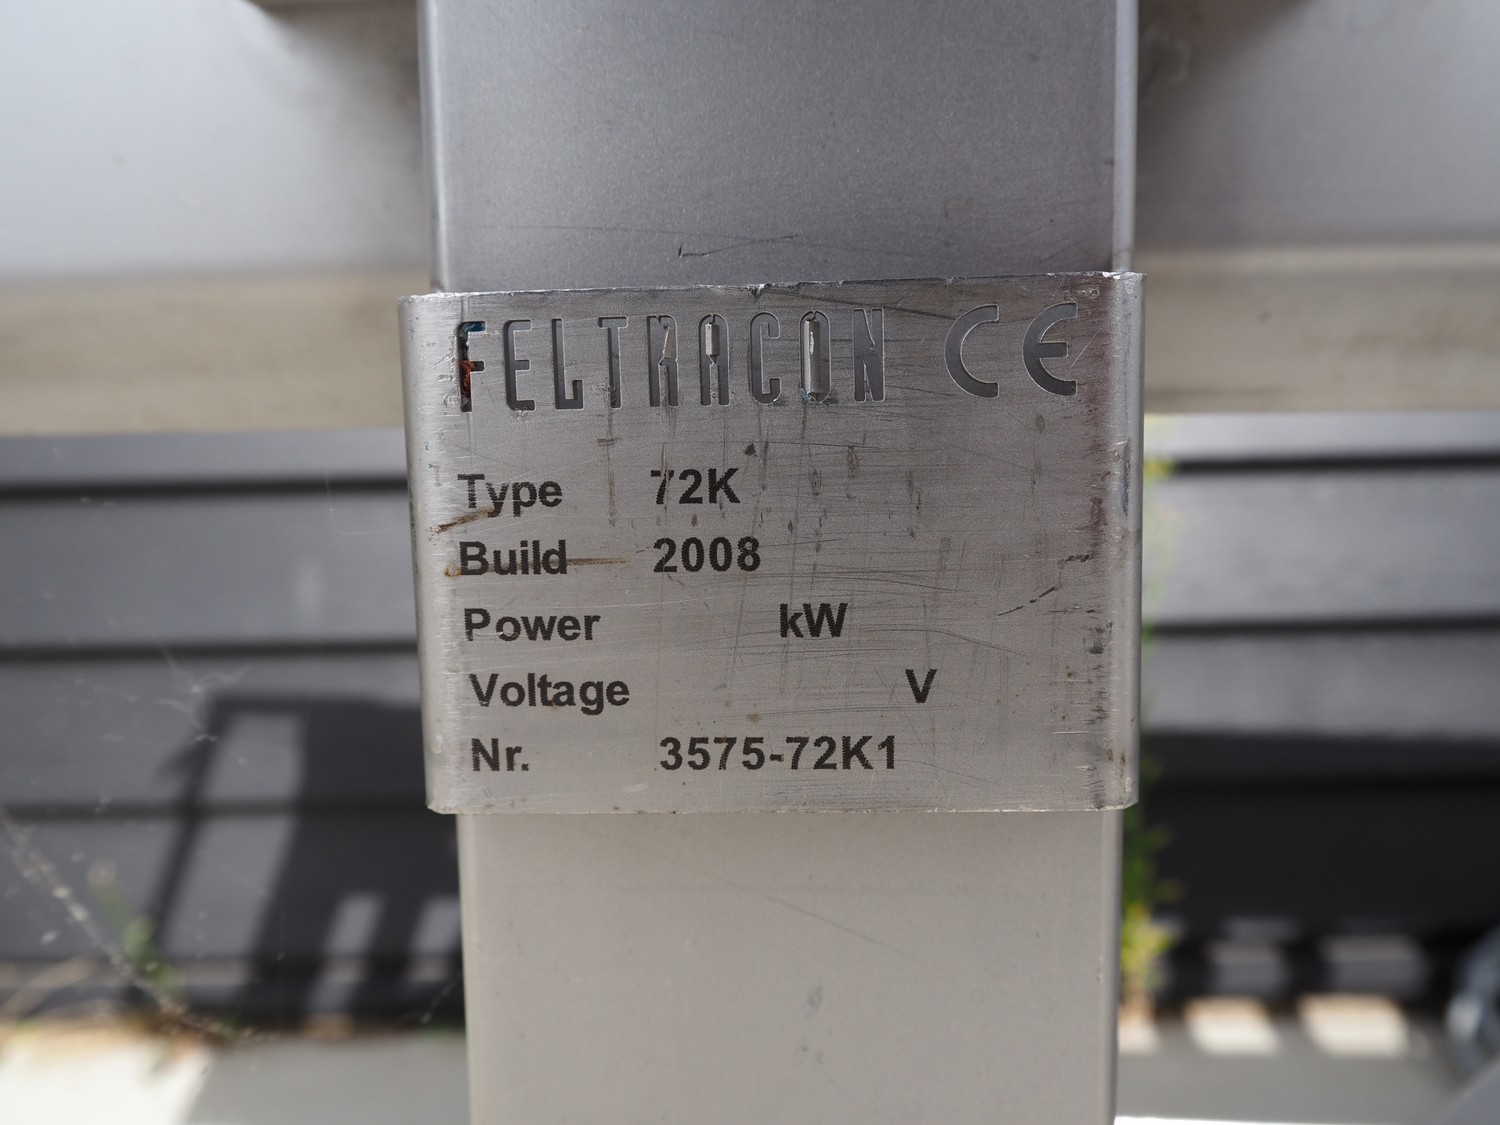 FELTRACON CE
Type 72K
Build 2008
Power kW
Voltage V
Nr. 3575-72K1